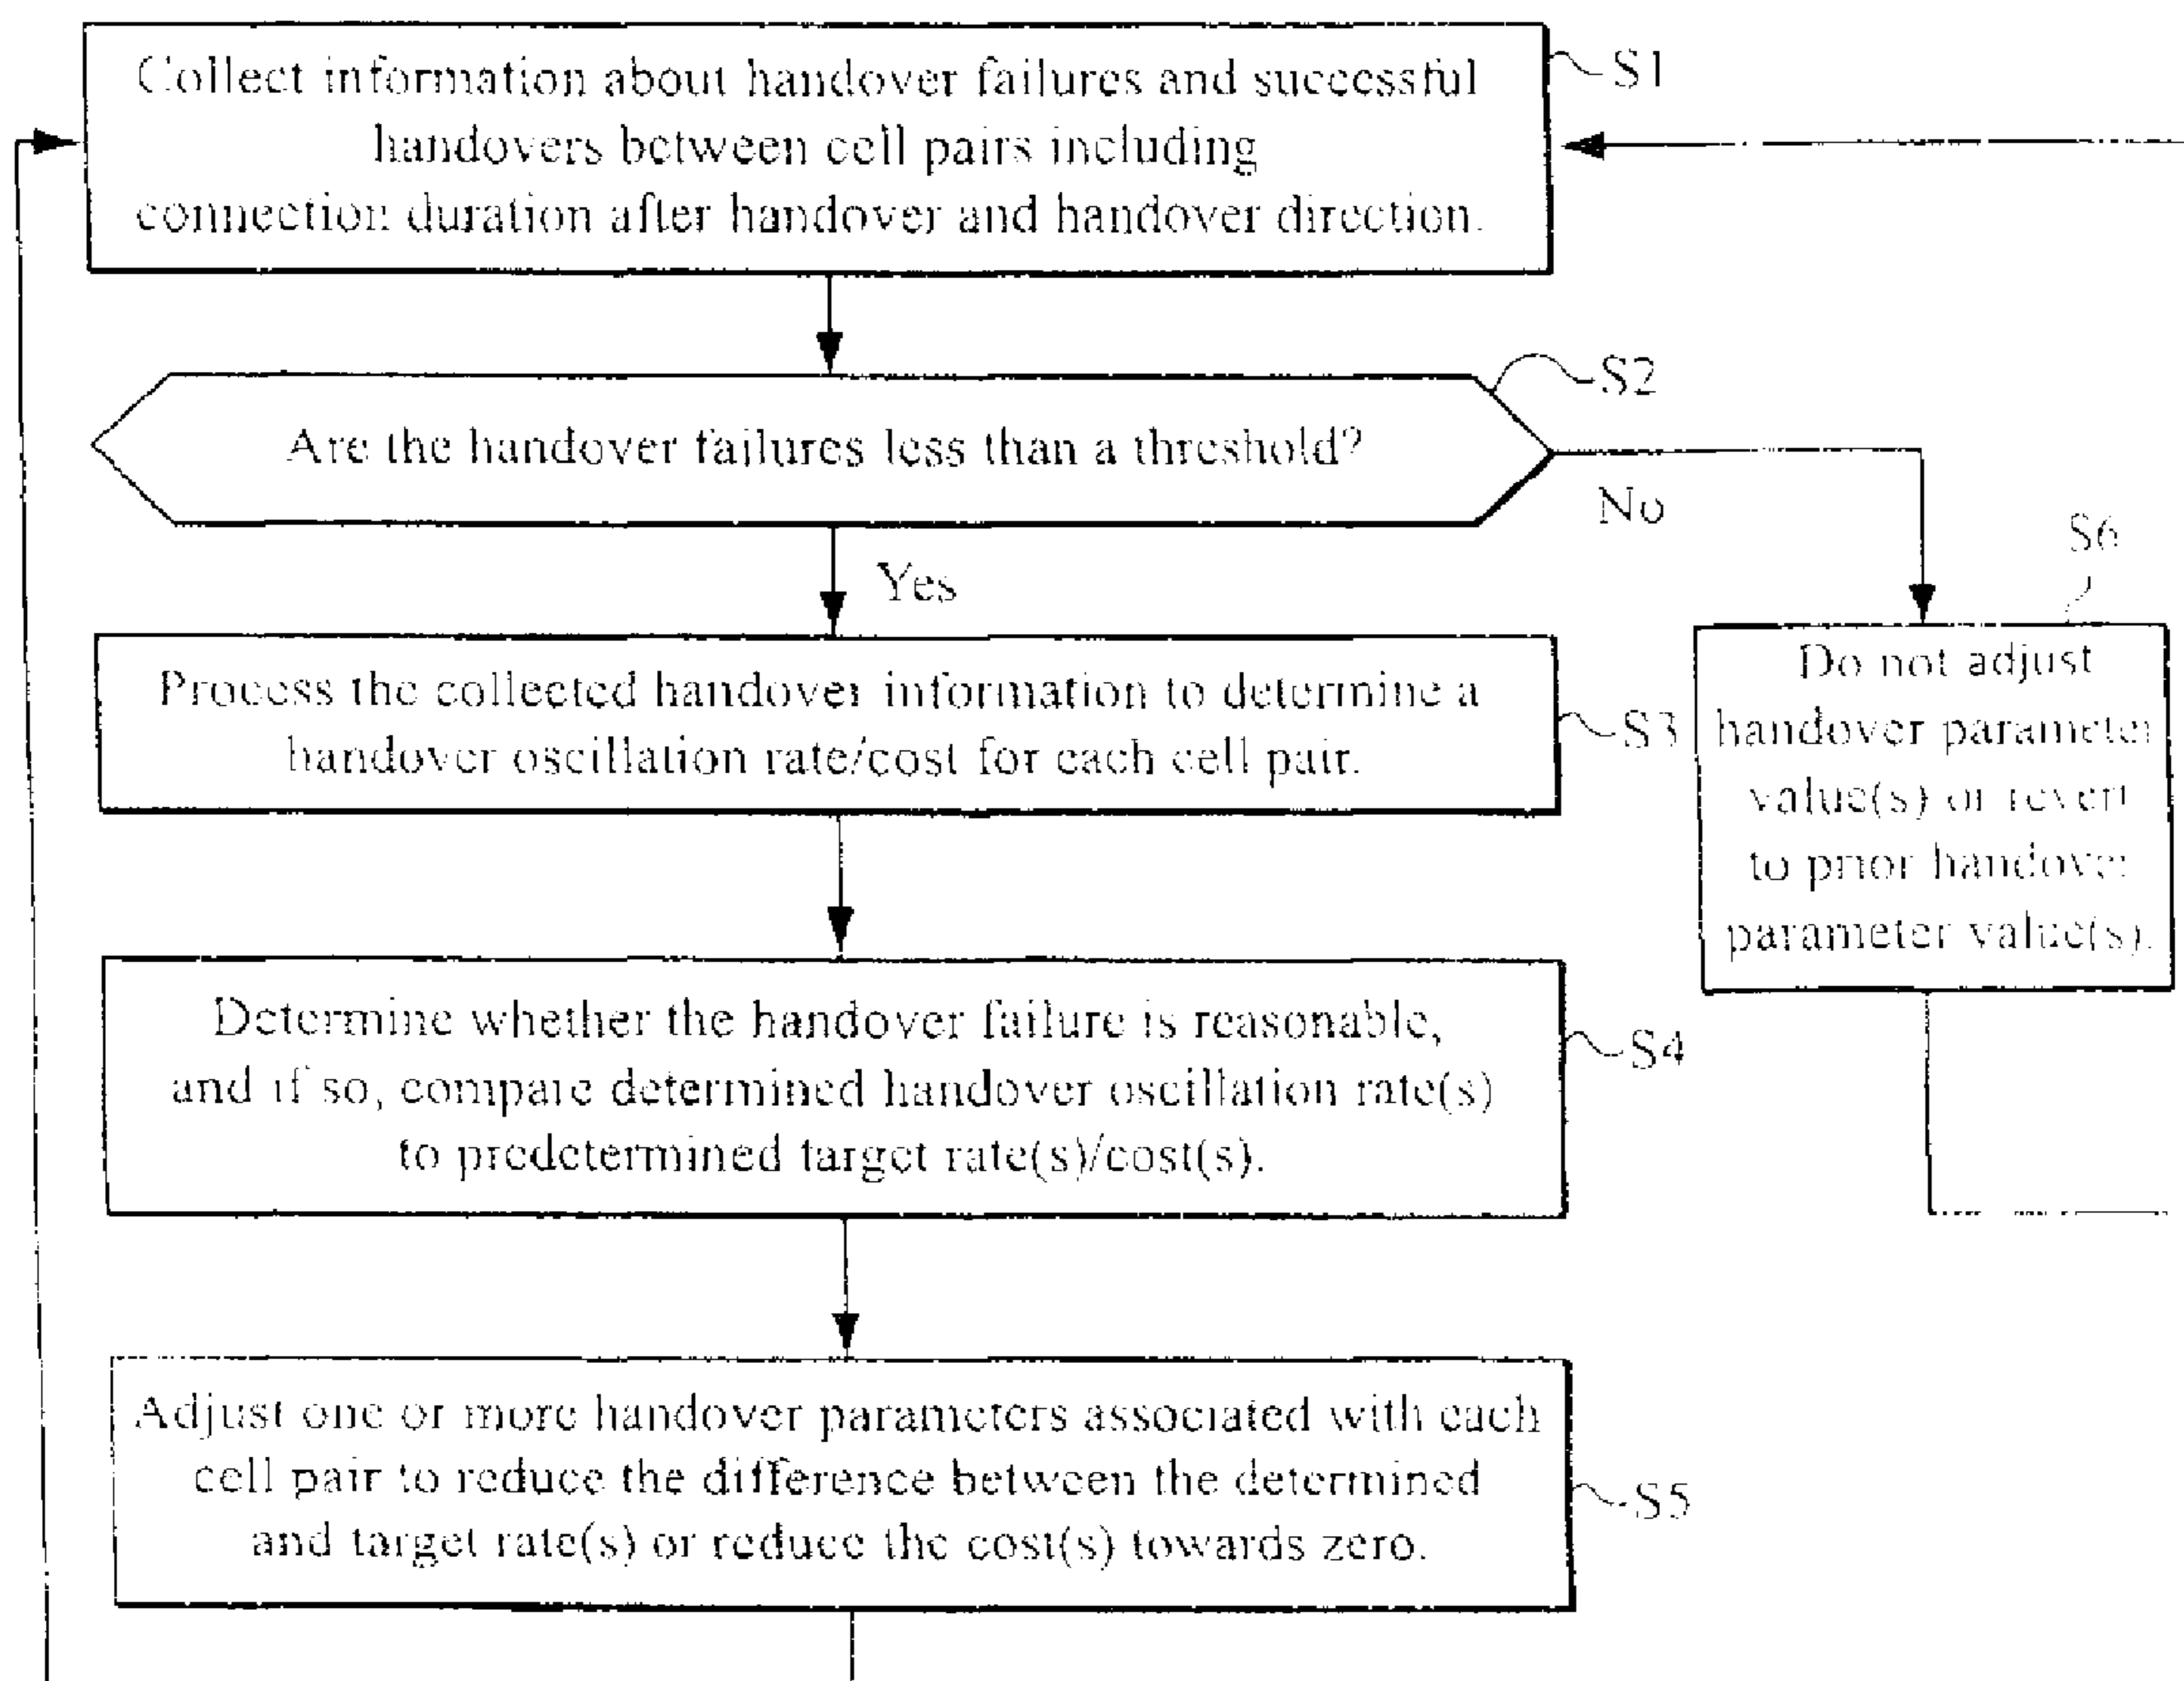 Collect information about handover failures and successful
handovers between cell pairs including
connection duration after handover and handover direction.
S1
Are the handover failures less than a threshold?
S2
No
Yes
Process the collected handover information to determine a
handover oscillation rate/cost for each cell pair.
S3
S6
Do not adjust
handover parameter
value(s) or revert
to prior handover
parameter value(s).
Determine whether the handover failure is reasonable,
and if so, compare determined handover oscillation rate(s)
to predetermined target rate(s)/cost(s).
S4
Adjust one or more handover parameters associated with each
cell pair to reduce the difference between the determined
and target rate(s) or reduce the cost(s) towards zero.
S5